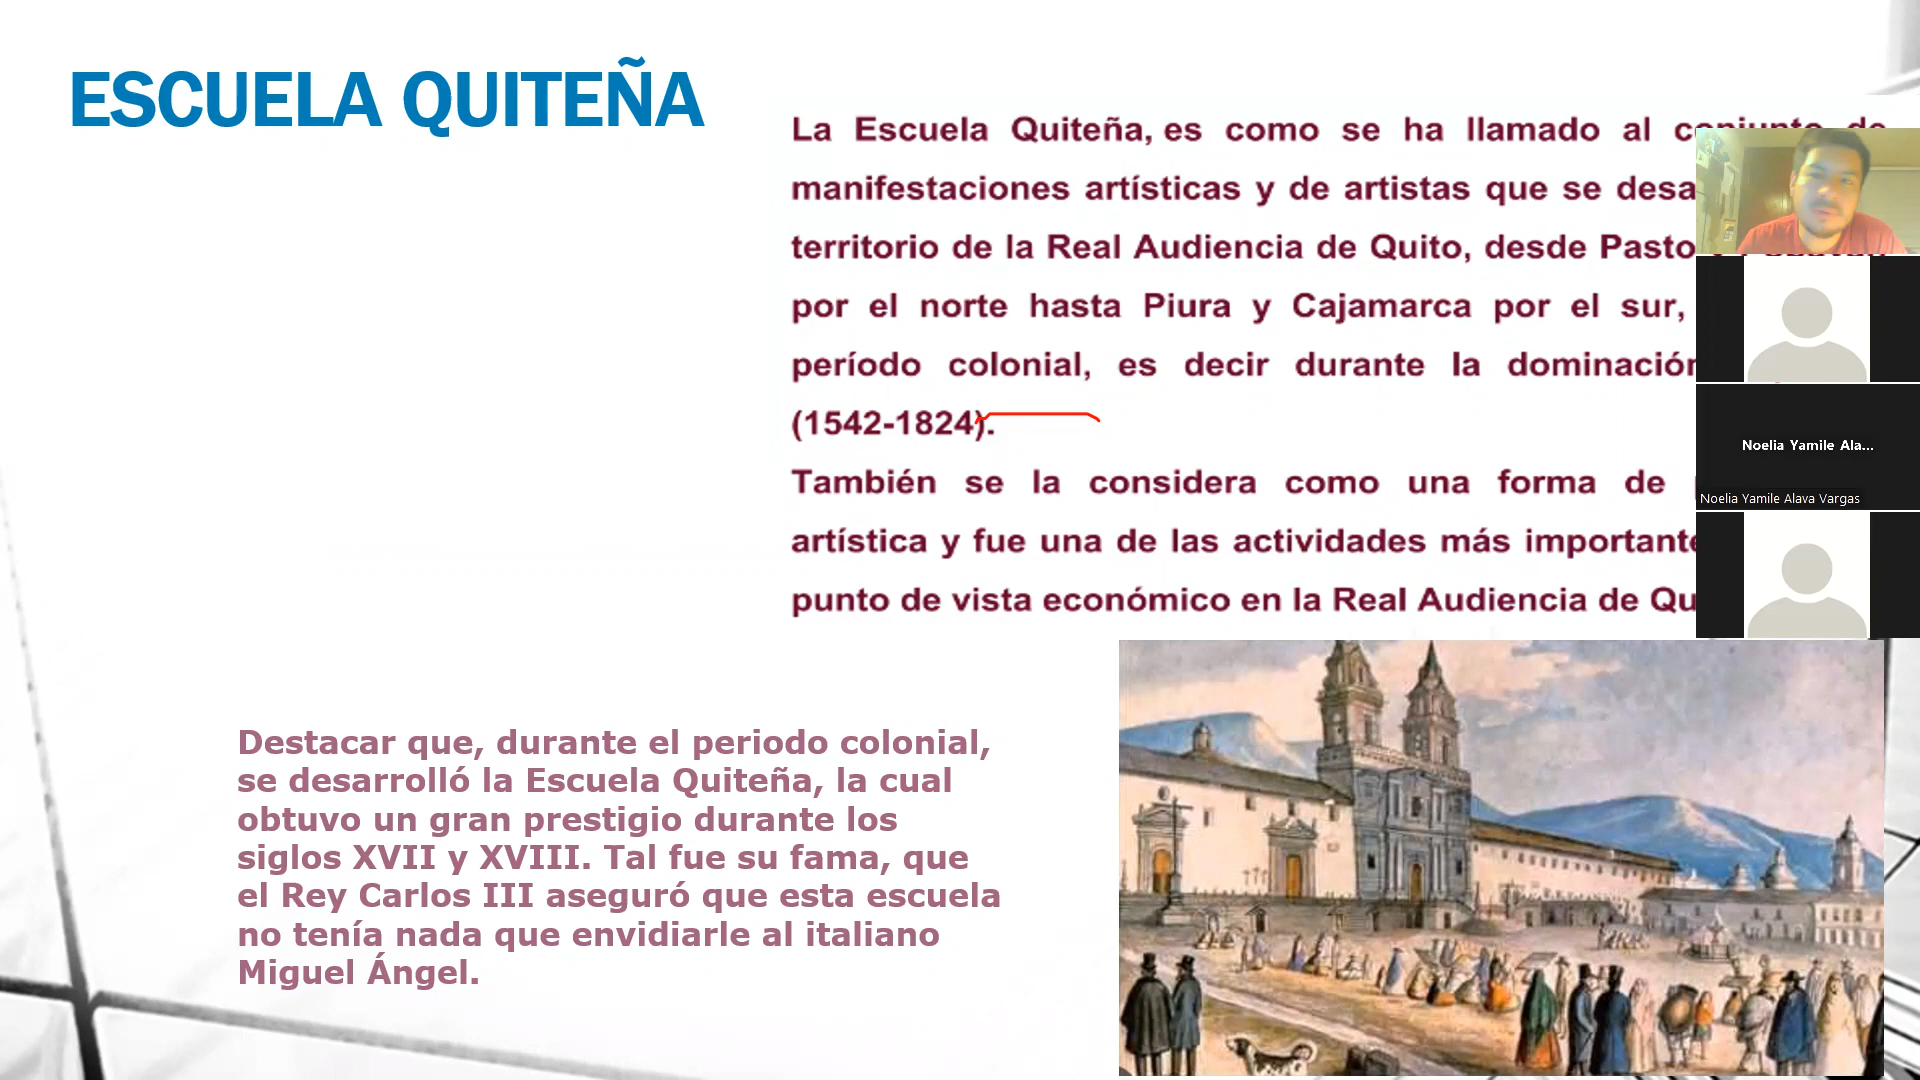 ESCUELA QUITEÑA
La Escuela Quiteña, es como se ha llamado al conjunto de
manifestaciones artísticas y de artistas que se desa
territorio de la Real Audiencia de Quito, desde Pasto
por el norte hasta Piura y Cajamarca por el sur,
período colonial, es decir durante la dominación
(1542-1824).
También se la considera como una forma de
artística y fue una de las actividades más importante
punto de vista económico en la Real Audiencia de Qu
Noelia Yamile Ala...
Noelia Yamile Alava Vargas
Destacar que, durante el periodo colonial,
se desarrolló la Escuela Quiteña, la cual
obtuvo un gran prestigio durante los
siglos XVII y XVIII. Tal fue su fama, que
el Rey Carlos III aseguró que esta escuela
no tenía nada que envidiarle al italiano
Miguel Ángel.